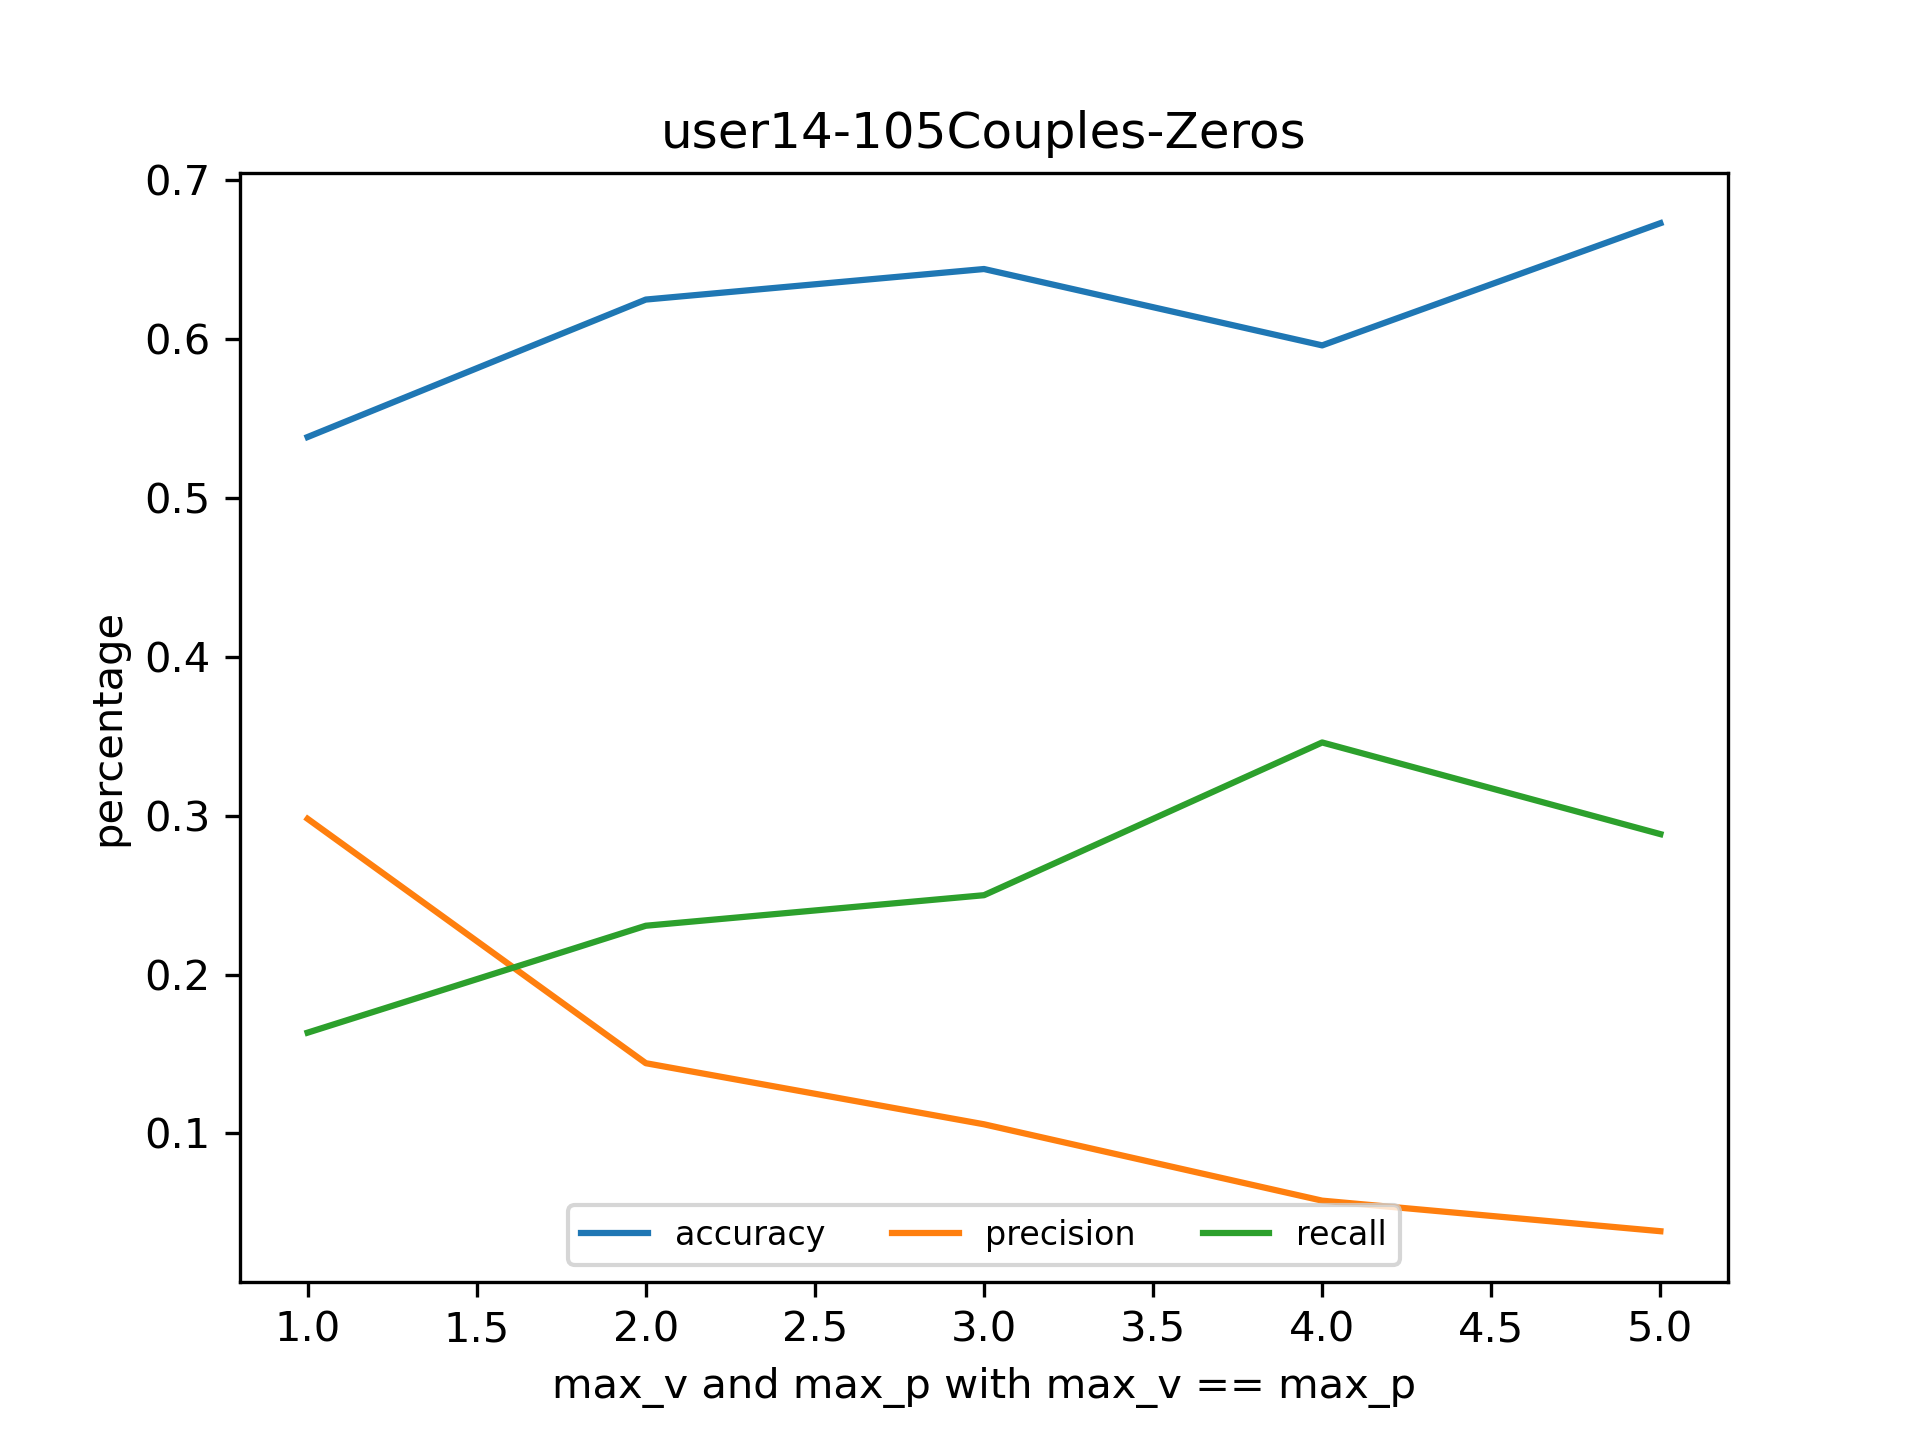 user14-105Couples-Zeros
0.7
0.6
0.5
0.4
0.3
0.2
0.1
percentage
accuracy precision recall
1.0 1.5 2.0 2.5 3.0 3.5 4.0 4.5 5.0
max_v and max_p with max_v == max_p